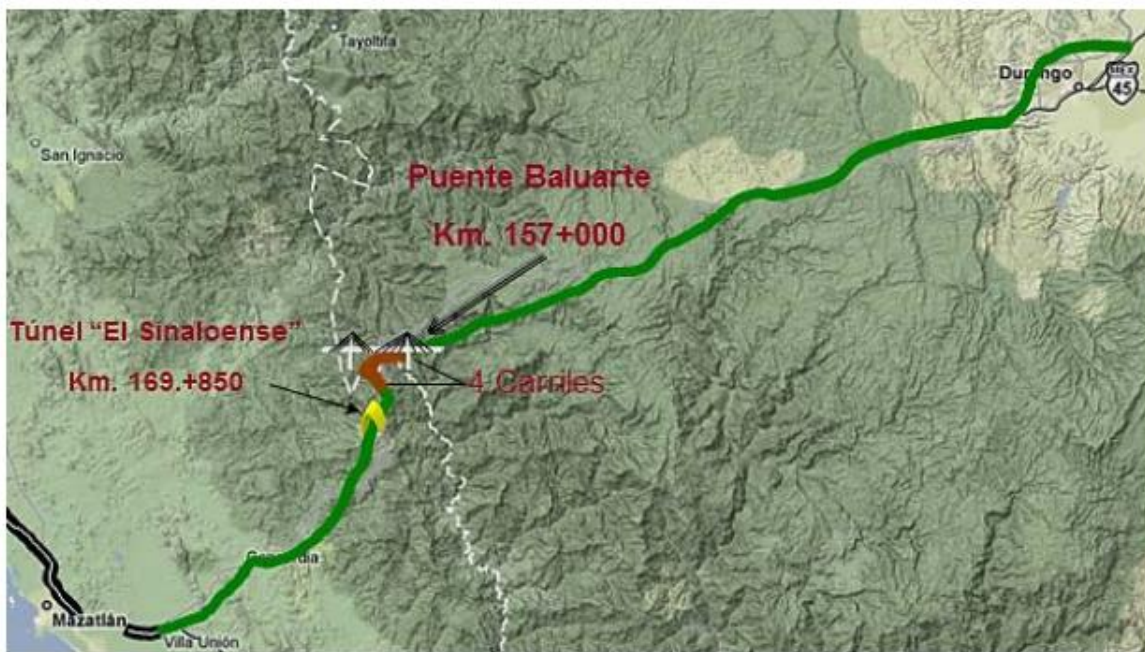 Tayoltita
Durango
45
San Ignacio
Puente Baluarte
Km. 157+000
Túnel “El Sinaloense”
Km. 169.+850
4 Carriles
Mazatlán
Villa Unión